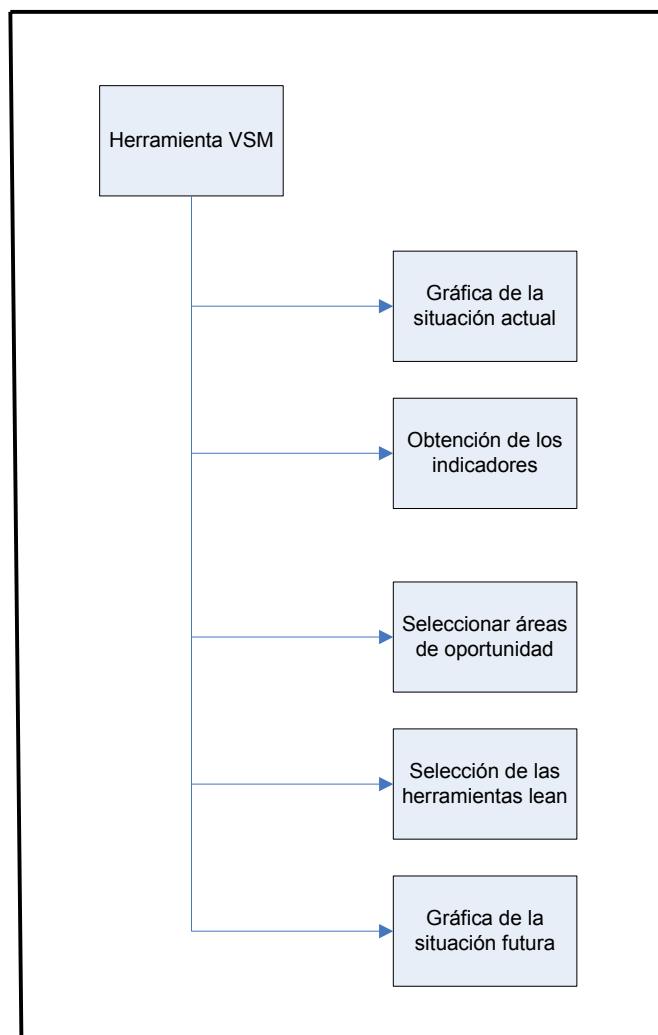 Herramienta VSM
Gráfica de la
situación actual
Obtención de los
indicadores
Seleccionar áreas
de oportunidad
Selección de las
herramientas lean
Gráfica de la
situación futura